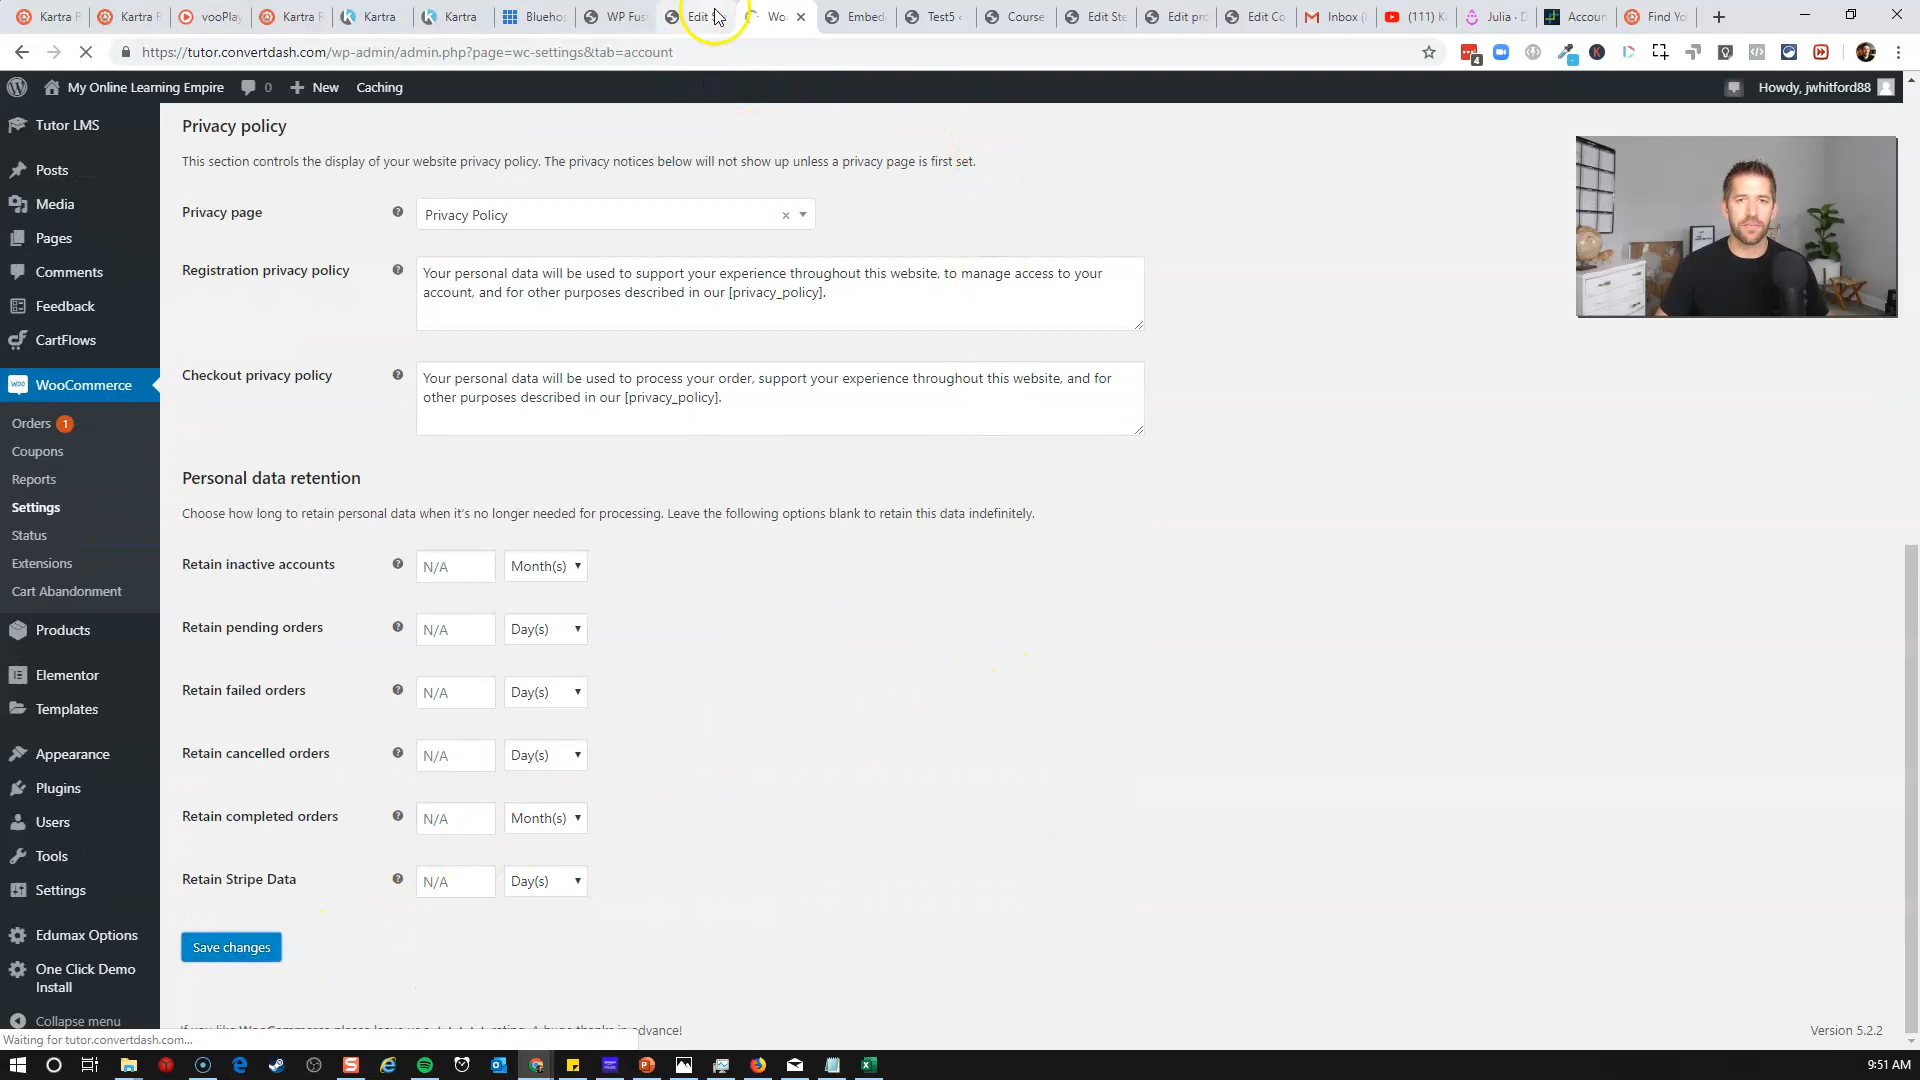 Kartra
Kartra
vooPlay
Kartra
Kartra
Kartra
Blueho
WP Fus
Edit
Woo
Embed
Test5
Course
Edit Ste
Edit pr
Edit Co
Inbox (
(111) K
Julia - D
Accoun
Find Yo
https://tutor.convertdash.com/wp-admin/admin.php?page=wc-settings&tab=account
4
My Online Learning Empire
0
New
Caching
Howdy, jwhitford88
Tutor LMS
Posts
Media
Pages
Comments
Feedback
CartFlows
WooCommerce
Orders 1
Coupons
Reports
Settings
Status
Extensions
Cart Abandonment
Products
Elementor
Templates
Appearance
Plugins
Users
Tools
Settings
Edumax Options
One Click Demo
Install
Collapse menu
Privacy policy
This section controls the display of your website privacy policy. The privacy notices below will not show up unless a privacy page is first set.
Privacy page
Privacy Policy
Registration privacy policy
Your personal data will be used to support your experience throughout this website, to manage access to your
account, and for other purposes described in our [privacy_policy].
Checkout privacy policy
Your personal data will be used to process your order, support your experience throughout this website, and for
other purposes described in our [privacy_policy].
Personal data retention
Choose how long to retain personal data when it's no longer needed for processing. Leave the following options blank to retain this data indefinitely.
Retain inactive accounts
N/A
Month(s)
Retain pending orders
N/A
Day(s)
Retain failed orders
N/A
Day(s)
Retain cancelled orders
N/A
Day(s)
Retain completed orders
N/A
Month(s)
Retain Stripe Data
N/A
Day(s)
Save changes
Version 5.2.2
Waiting for tutor.convertdash.com...
9:51 AM